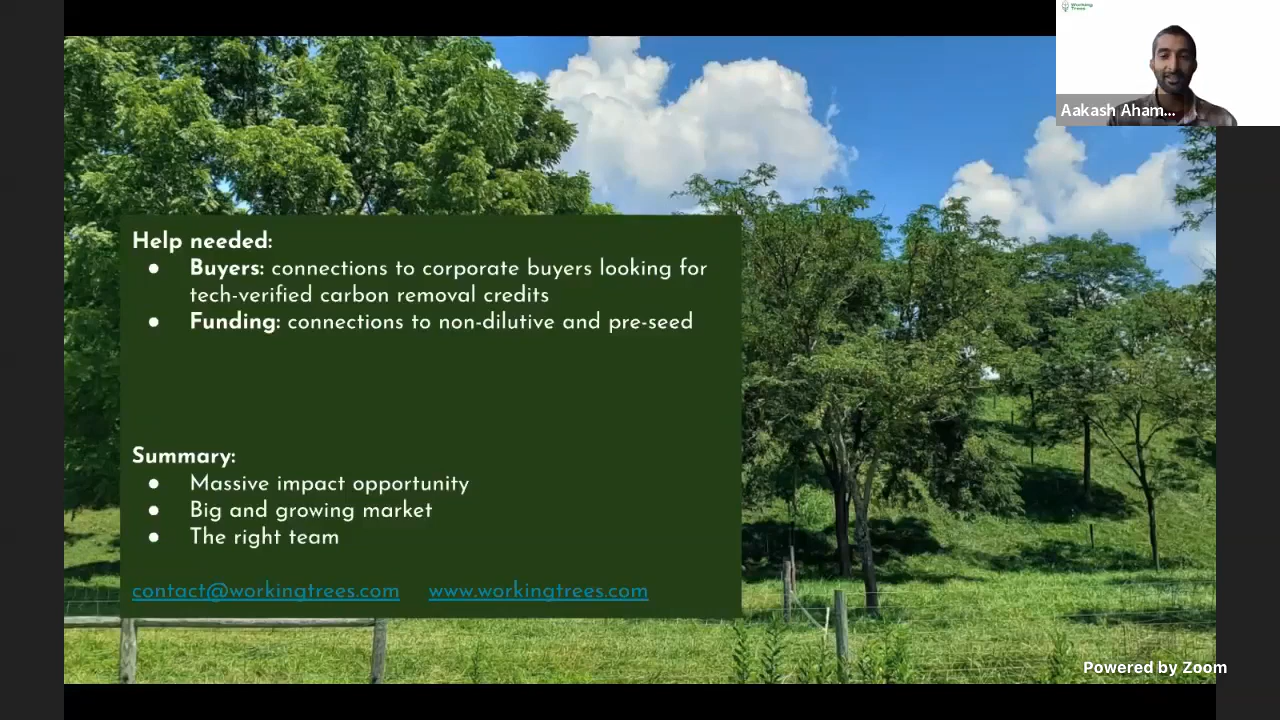 Working
Trees
Aakash Aham...
Help needed:
● Buyers: connections to corporate buyers looking for
tech-verified carbon removal credits
● Funding: connections to non-dilutive and pre-seed
Summary:
● Massive impact opportunity
● Big and growing market
● The right team
contact@workingtrees.com www.workingtrees.com
Powered by Zoom